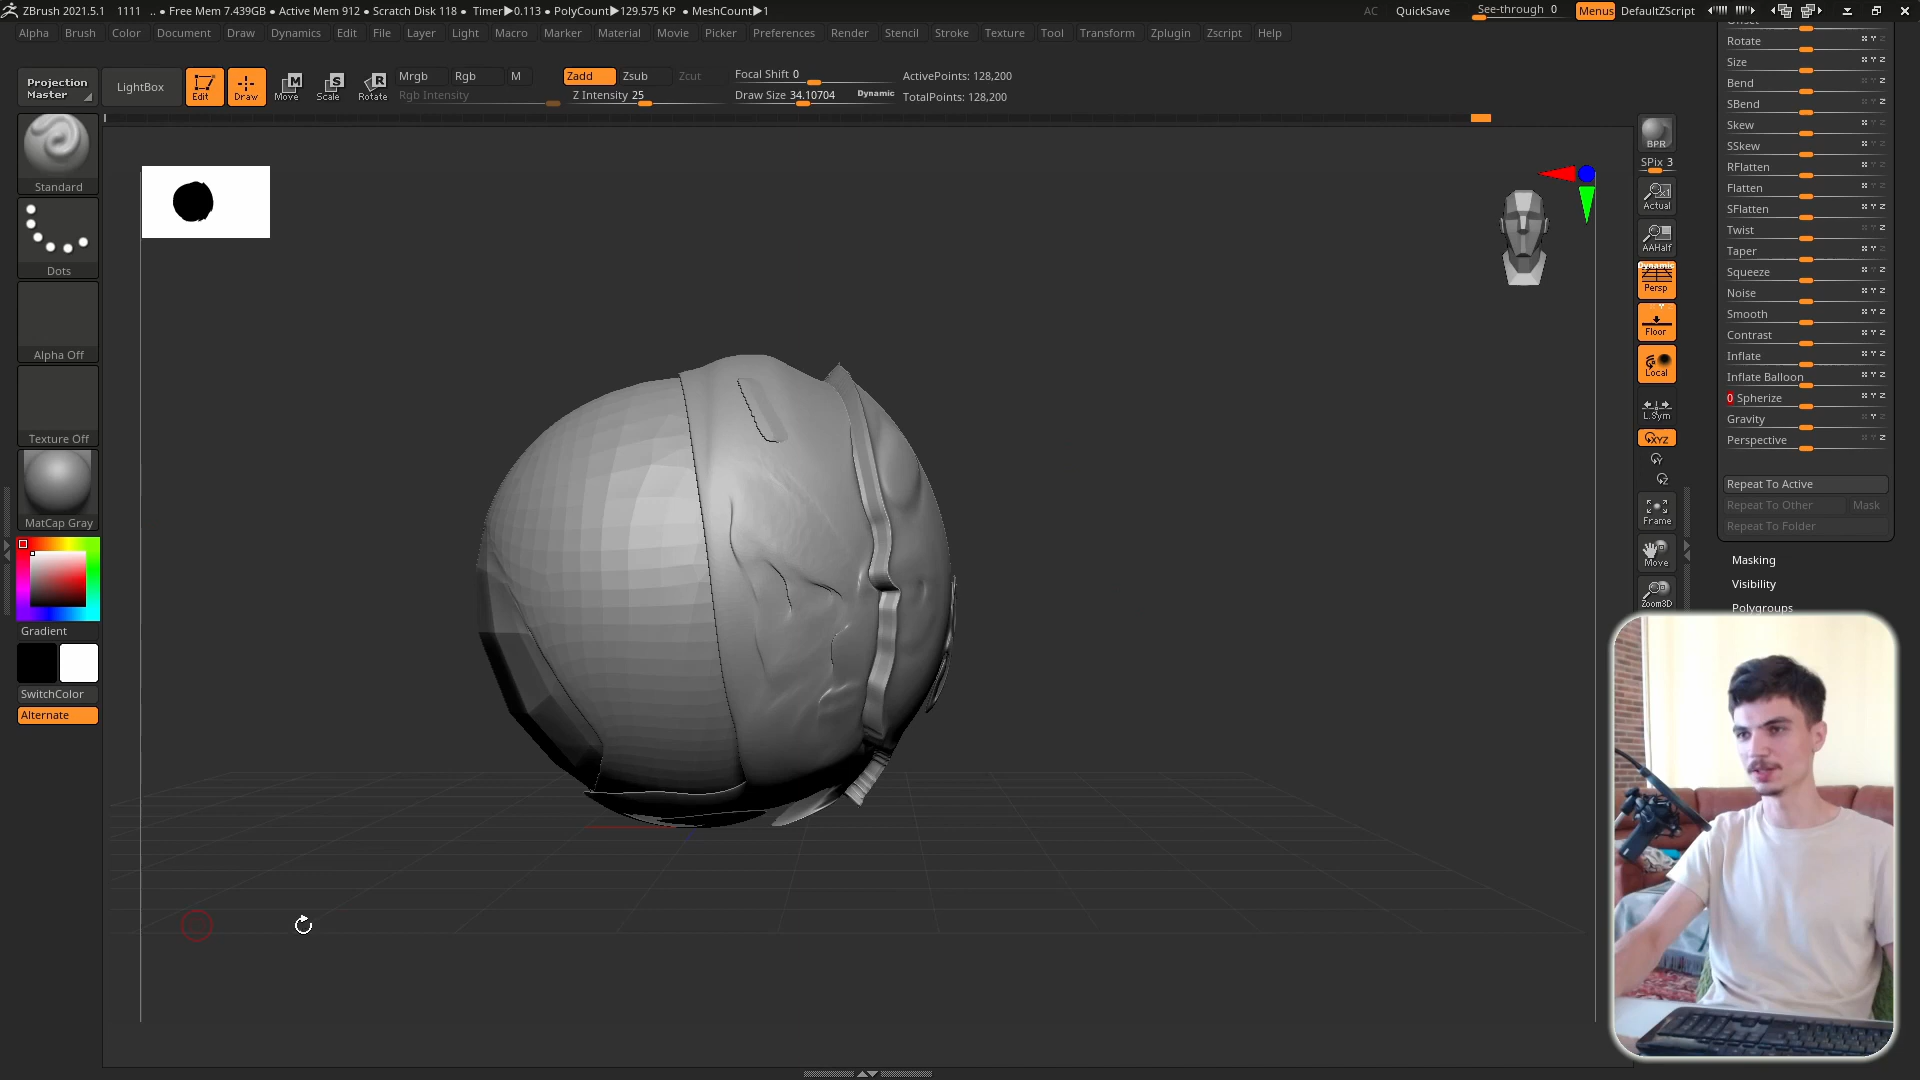 ZBrush 2021.5.1 1111 .. • Free Mem 7.439GB • Active Mem 912 • Scratch Disk 118 • Timer▶0.113 • PolyCount▶129.575 KP • MeshCount▶1 AC QuickSave See-through 0 Menus DefaultZScript
Alpha Brush Color Document Draw Dynamics Edit File Layer Light Macro Marker Material Movie Picker Preferences Render Stencil Stroke Texture Tool Transform Zplugin Zscript Help
Projection
Master
LightBox
Edit
Draw
Move
Scale
Rotate
Mrgb Rgb M
Rgb Intensity
Zadd Zsub Zcut
Z Intensity 25
Focal Shift 0
Draw Size 34.10704 Dynamic
ActivePoints: 128,200
TotalPoints: 128,200
Standard
Dots
Alpha Off
Texture Off
MatCap Gray
Gradient
SwitchColor
Alternate
BPR
SPix 3
Actual
AAHalf
Dynamic
Persp
Floor
Local
L.Sym
XYZ
Y
Z
Frame
Move
Zoom3D
Rotate
Size
Bend
SBend
Skew
SSkew
RFlatten
Flatten
SFlatten
Twist
Taper
Squeeze
Noise
Smooth
Contrast
Inflate
Inflate Balloon
0 Spherize
Gravity
Perspective
Repeat To Active
Repeat To Other Mask
Repeat To Folder
Masking
Visibility
Polygroups